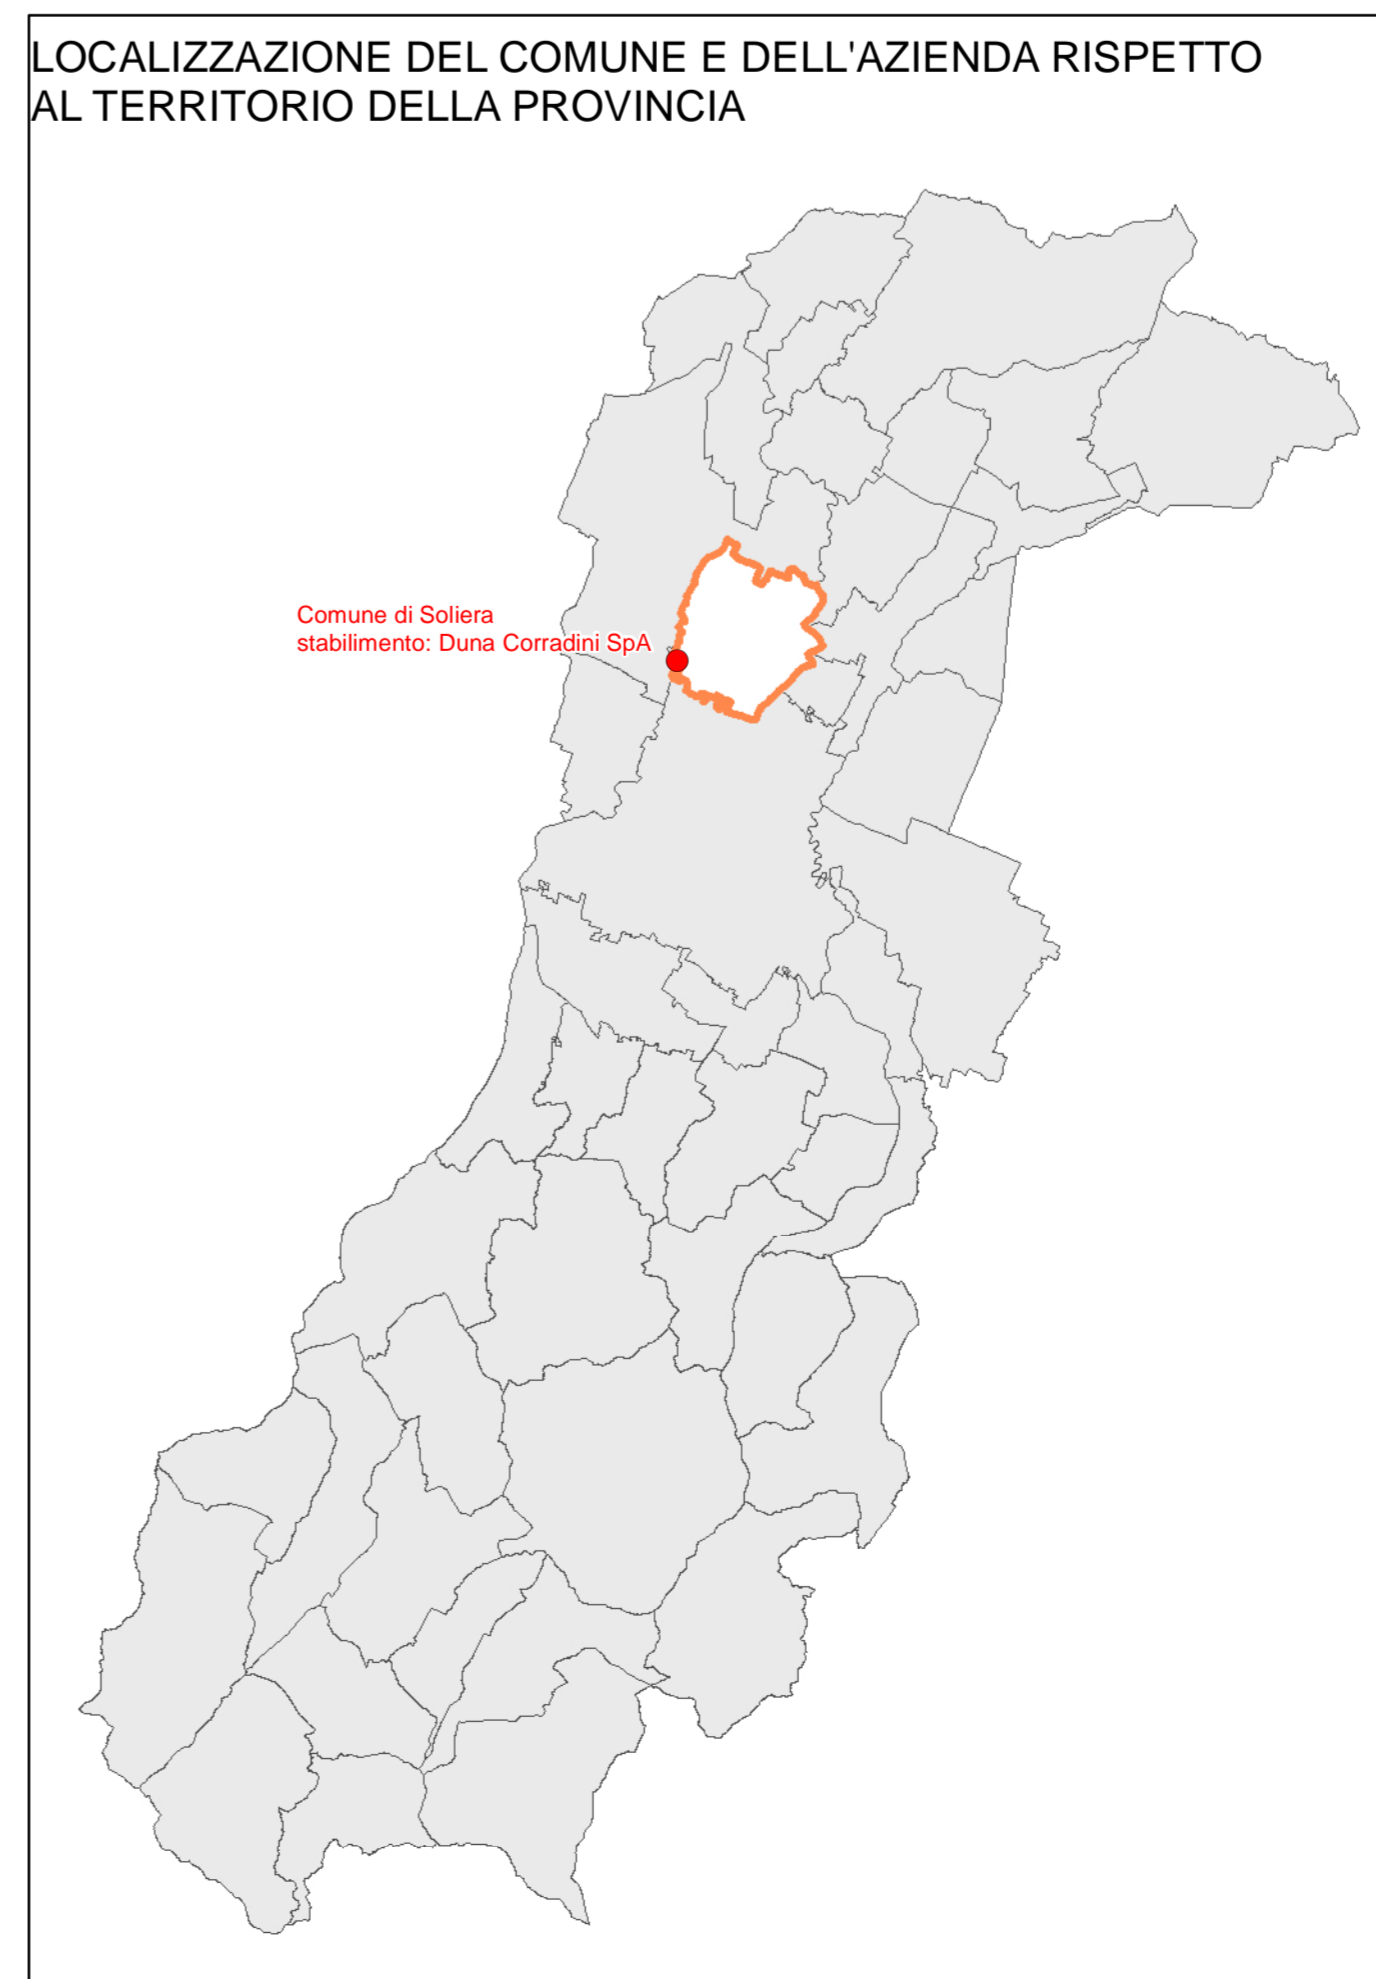 LOCALIZZAZIONE DEL COMUNE E DELL'AZIENDA RISPETTO
AL TERRITORIO DELLA PROVINCIA
Comune di Soliera
stabilimento: Duna Corradini SpA